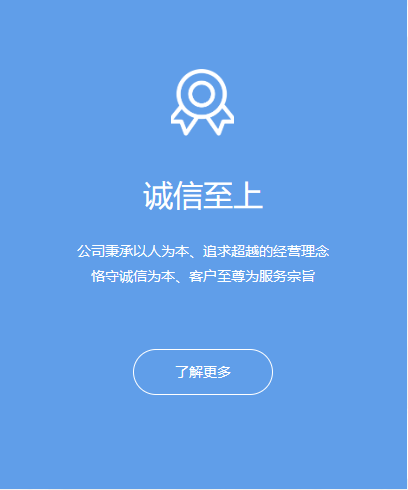 诚信至上
公司秉承以人为本、追求超越的经营理念
恪守诚信为本、客户至尊为服务宗旨
了解更多